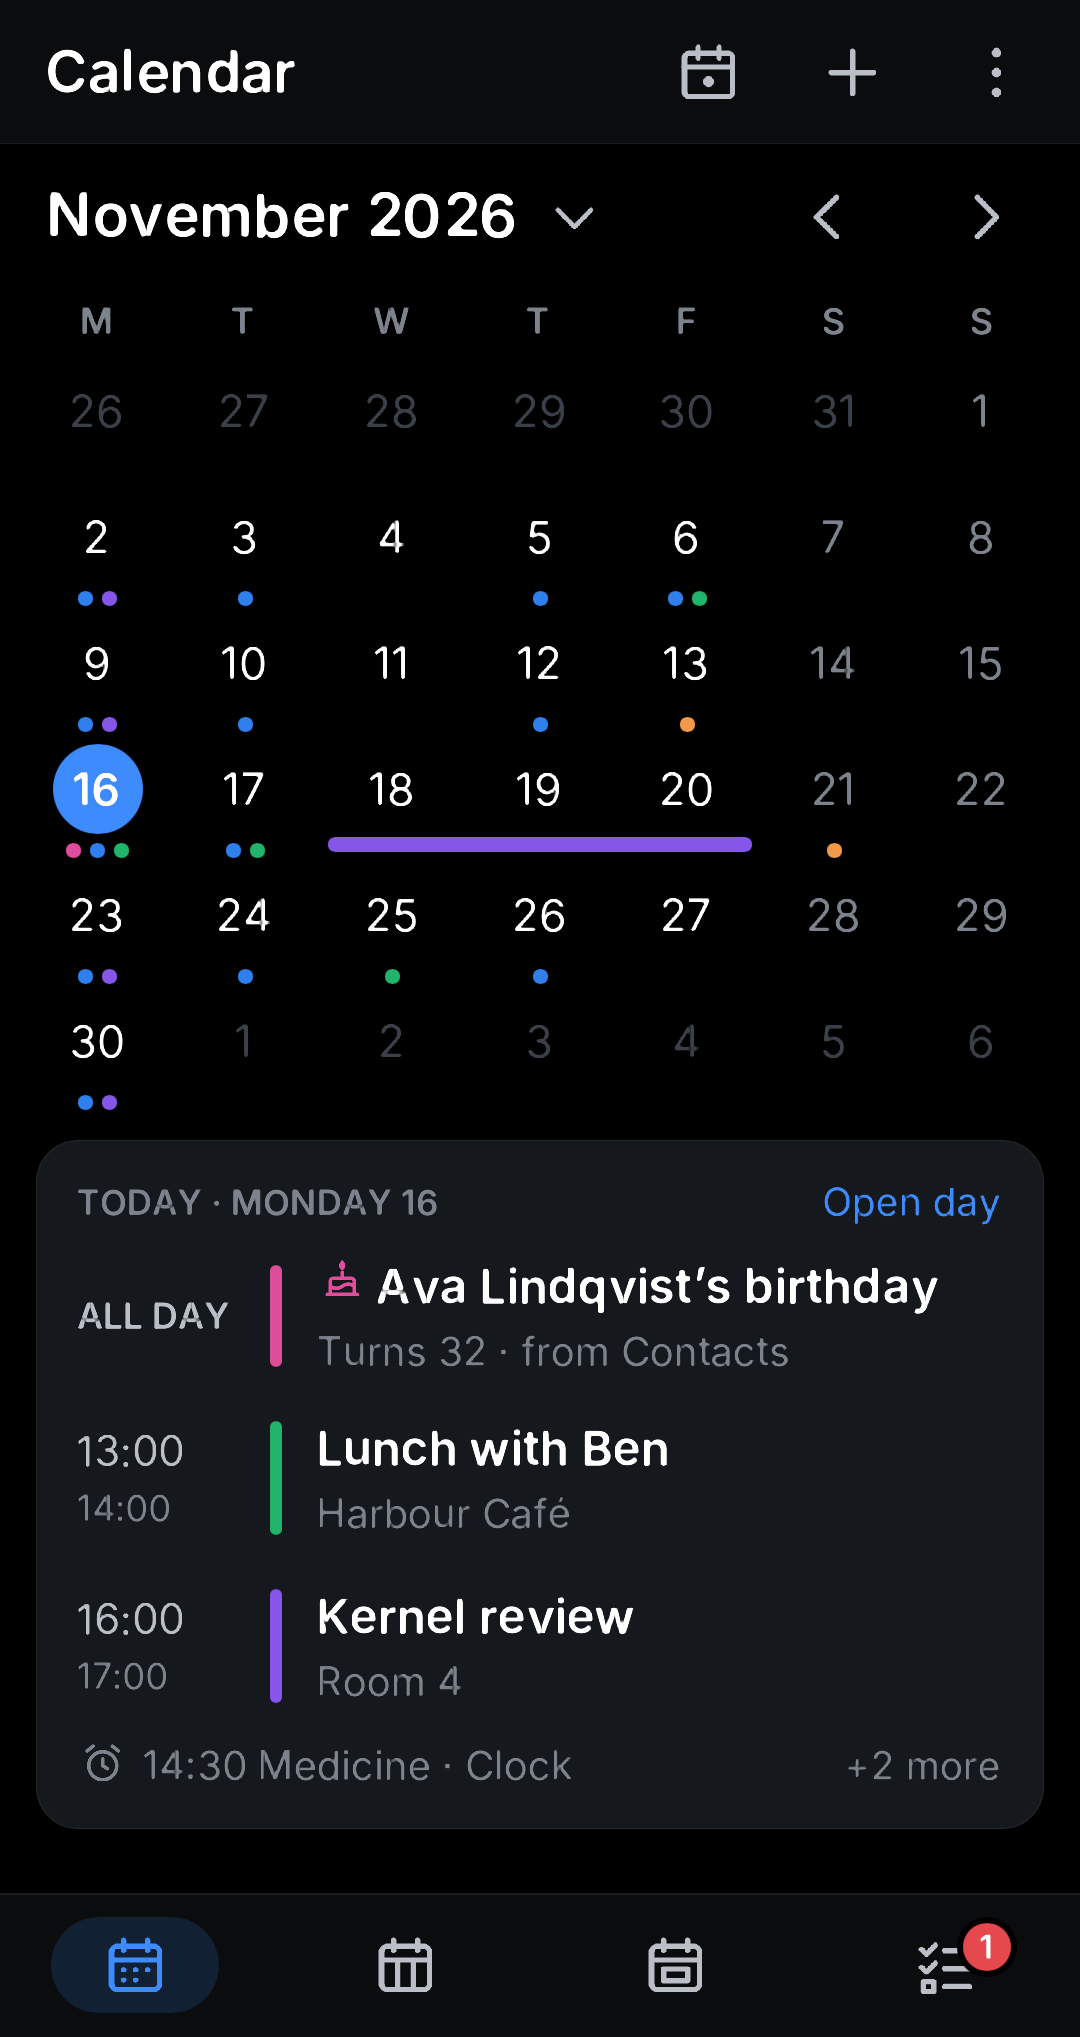 Calendar
November 2026
M T W T F S S
26 27 28 29 30 31 1
2 3 4 5 6 7 8
9 10 11 12 13 14 15
16 17 18 19 20 21 22
23 24 25 26 27 28 29
30 1 2 3 4 5 6
TODAY · MONDAY 16 Open day
ALL DAY Ava Lindqvist’s birthday
Turns 32 · from Contacts
13:00 Lunch with Ben
14:00 Harbour Café
16:00 Kernel review
17:00 Room 4
14:30 Medicine · Clock +2 more
1